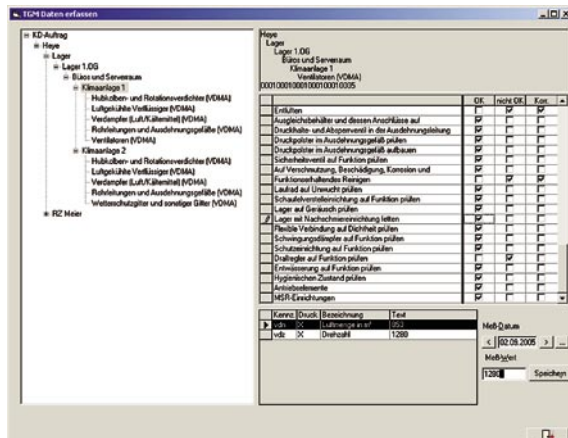 TGM Daten erfassen
KD-Auftrag
Heye
Lager
Lager 1.OG
Büros und Serverraum
Klimaanlage 1
Hubkolben- und Rotationsverdichter (VDMA)
Luftgekühlte Verflüssiger (VDMA)
Verdampfer (Luft/Kältemittel) (VDMA)
Rohrleitungen und Ausdehnungsgefäße (VDMA)
Ventilatoren (VDMA)
Klimaanlage 2
Hubkolben- und Rotationsverdichter (VDMA)
Luftgekühlte Verflüssiger (VDMA)
Verdampfer (Luft/Kältemittel) (VDMA)
Rohrleitungen und Ausdehnungsgefäße (VDMA)
Wetterschutzgitter und sonstiger Gitter (VDMA)
RZ Meier
Heye
Lager
Lager 1.OG
Büros und Serverraum
Klimaanlage 1
Ventilatoren (VDMA)
OK nicht OK Korr.
Entlüften
Ausgleichsbehälter und dessen Anschlüsse auf
Druckhalte- und Absperrventil in der Ausdehnungsleitung
Druckpolster im Ausdehnungsgefäß prüfen
Druckpolster im Ausdehnungsgefäß aufbauen
Sicherheitsventil auf Funktion prüfen
Auf Verschmutzung, Beschädigung, Korrosion und
Funktionserhaltendes Reinigen
Laufrad auf Unwucht prüfen
Schaufelverstelleinrichtung auf Funktion prüfen
Lager auf Geräusch prüfen
Lager mit Nachschmiereinrichtung fetten
Flexible Verbindung auf Dichtheit prüfen
Schwingungsdämpfer auf Funktion prüfen
Schutzeinrichtung auf Funktion prüfen
Drallregler auf Funktion prüfen
Entwässerung auf Funktion prüfen
Hygienischen Zustand prüfen
Antriebselemente
MSR-Einrichtungen
Kennz. Druck Bezeichnung Text
X Luftmenge in m³ 853
vdz X Drehzahl 1280
Meß-Datum
< 02.09.2005 > ...
Meß-Wert
1280 Speichern